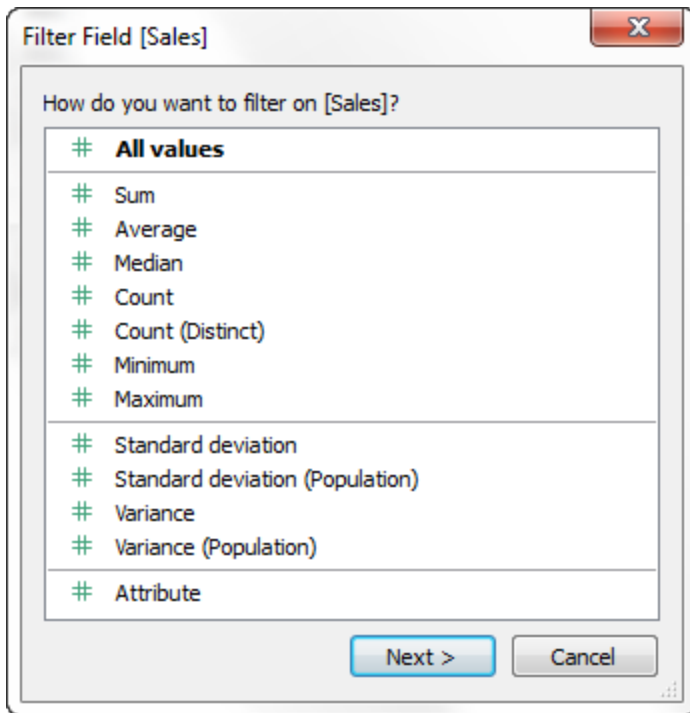 Filter Field [Sales]
How do you want to filter on [Sales]?
# All values
# Sum
# Average
# Median
# Count
# Count (Distinct)
# Minimum
# Maximum
# Standard deviation
# Standard deviation (Population)
# Variance
# Variance (Population)
# Attribute
Next > Cancel